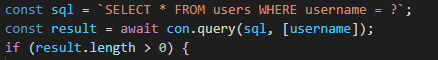 const sql = `SELECT * FROM users WHERE username = ?`;
const result = await con.query(sql, [username]);
if (result.length > 0) {